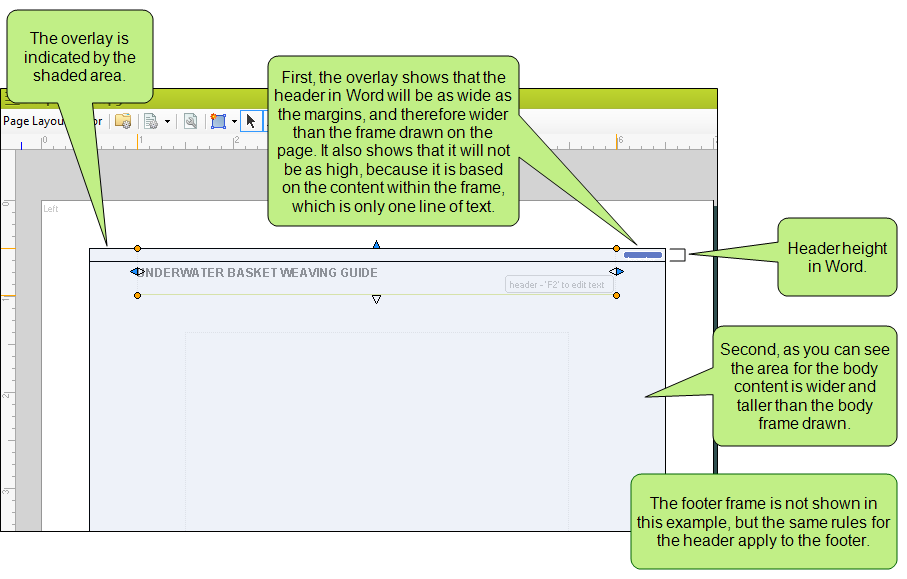 The overlay is
indicated by the
shaded area.
First, the overlay shows that the
header in Word will be as wide as
the margins, and therefore wider
than the frame drawn on the
page. It also shows that it will not
be as high, because it is based
on the content within the frame,
which is only one line of text.
Page Layou
or
0
1
2
6
Left
0
Header height
in Word.
NDERWATER BASKET WEAVING GUIDE
header - 'F2' to edit text
1
Second, as you can see
the area for the body
content is wider and
taller than the body
frame drawn.
2
3
The footer frame is not shown in
this example, but the same rules for
the header apply to the footer.